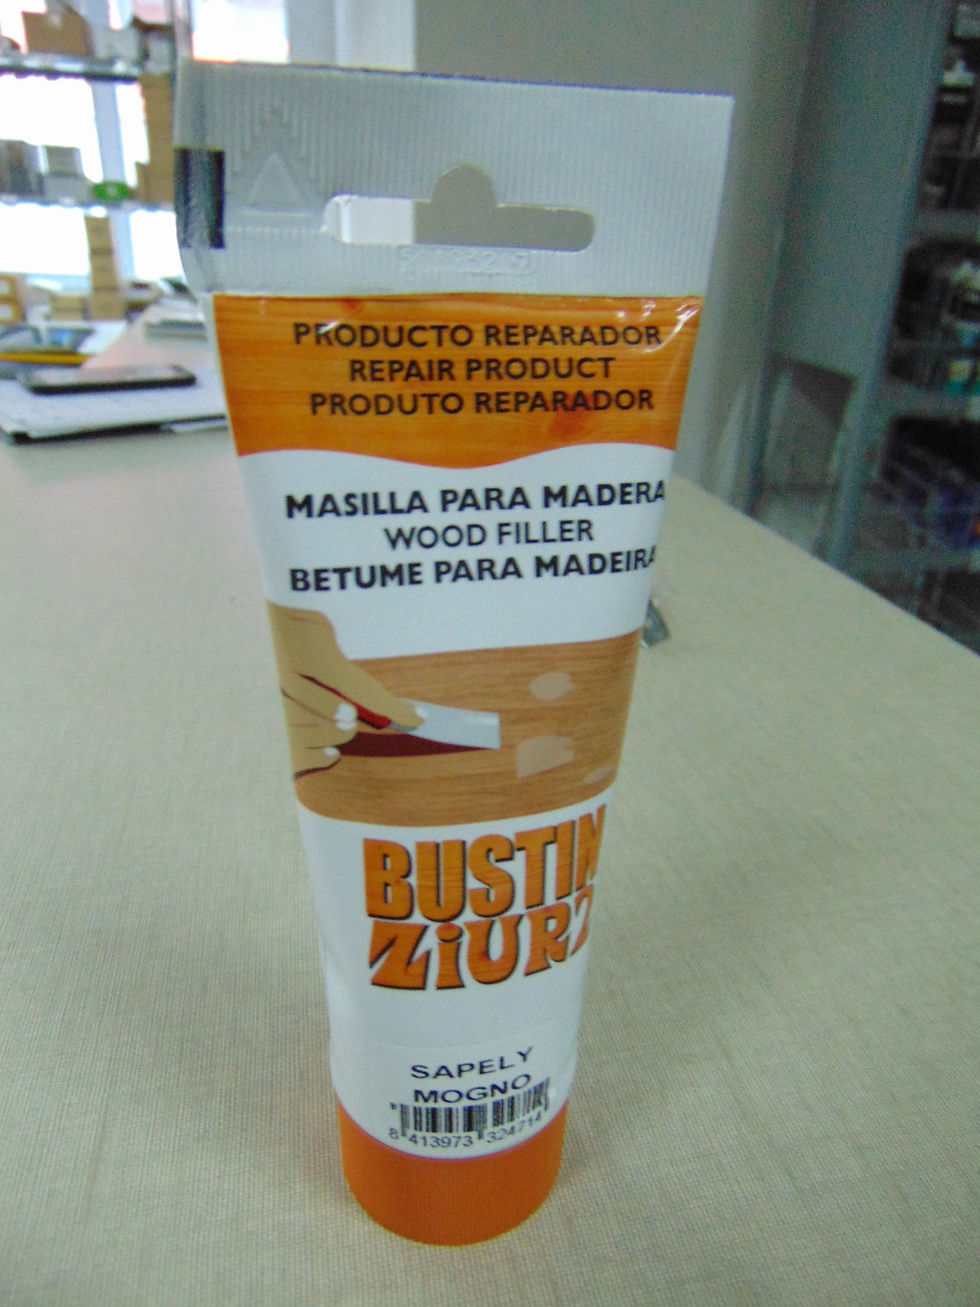 PRODUCTO REPARADOR
REPAIR PRODUCT
PRODUTO REPARADOR
MASILLA PARA MADERA
WOOD FILLER
BETUME PARA MADEIRA
BUSTIN
ZiURZ
SAPELY
MOGNO
8 413973 324714